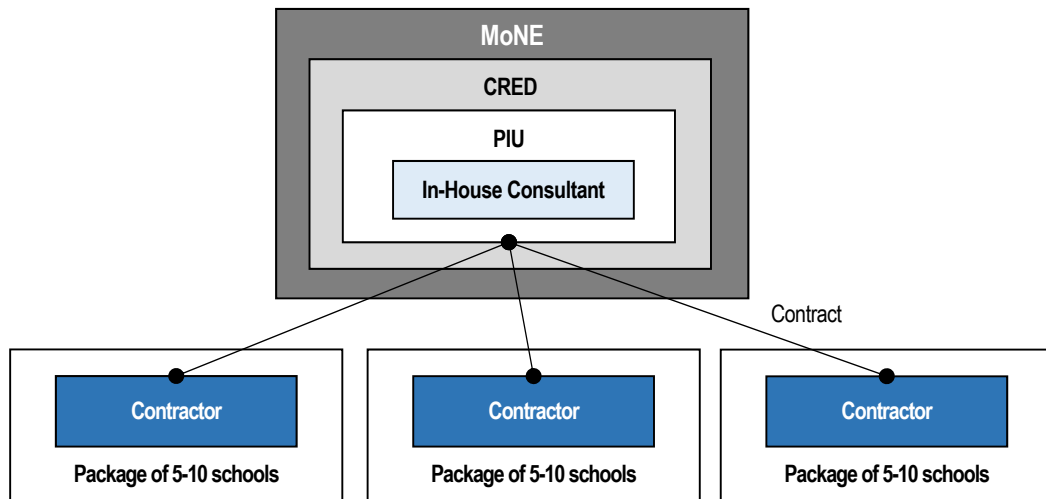 MoNE
CRED
PIU
In-House Consultant
Contract
Contractor
Contractor
Contractor
Package of 5-10 schools
Package of 5-10 schools
Package of 5-10 schools